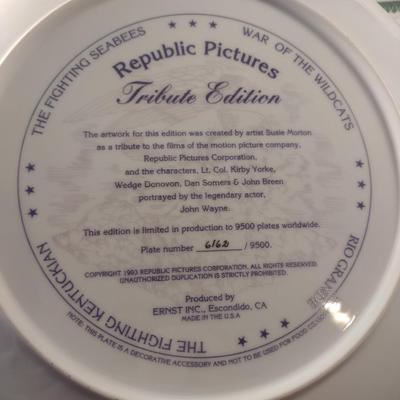 THE FIGHTING SEABEES
WAR OF THE WILDCATS
Republic Pictures
Tribute Edition
The artwork for this edition was created by artist Susie Morton
as a tribute to the films of the motion picture company,
Republic Pictures Corporation,
and the characters, Lt. Col. Kirby Yorke,
Wedge Donovon, Dan Somers & John Breen
portrayed by the legendary actor,
John Wayne.
This edition is limited in production to 9500 plates worldwide.
Plate number 6162 / 9500.
COPYRIGHT 1993 REPUBLIC PICTURES CORPORATION. ALL RIGHTS RESERVED.
UNAUTHORIZED DUPLICATION IS STRICTLY PROHIBITED.
Produced by
ERNST INC., Escondido, CA
MADE IN THE U.S.A
RIO GRANDE
THE FIGHTING KENTUCKIAN
NOTE: THIS PLATE IS A DECORATIVE ACCESSORY AND NOT TO BE USED FOR FOOD